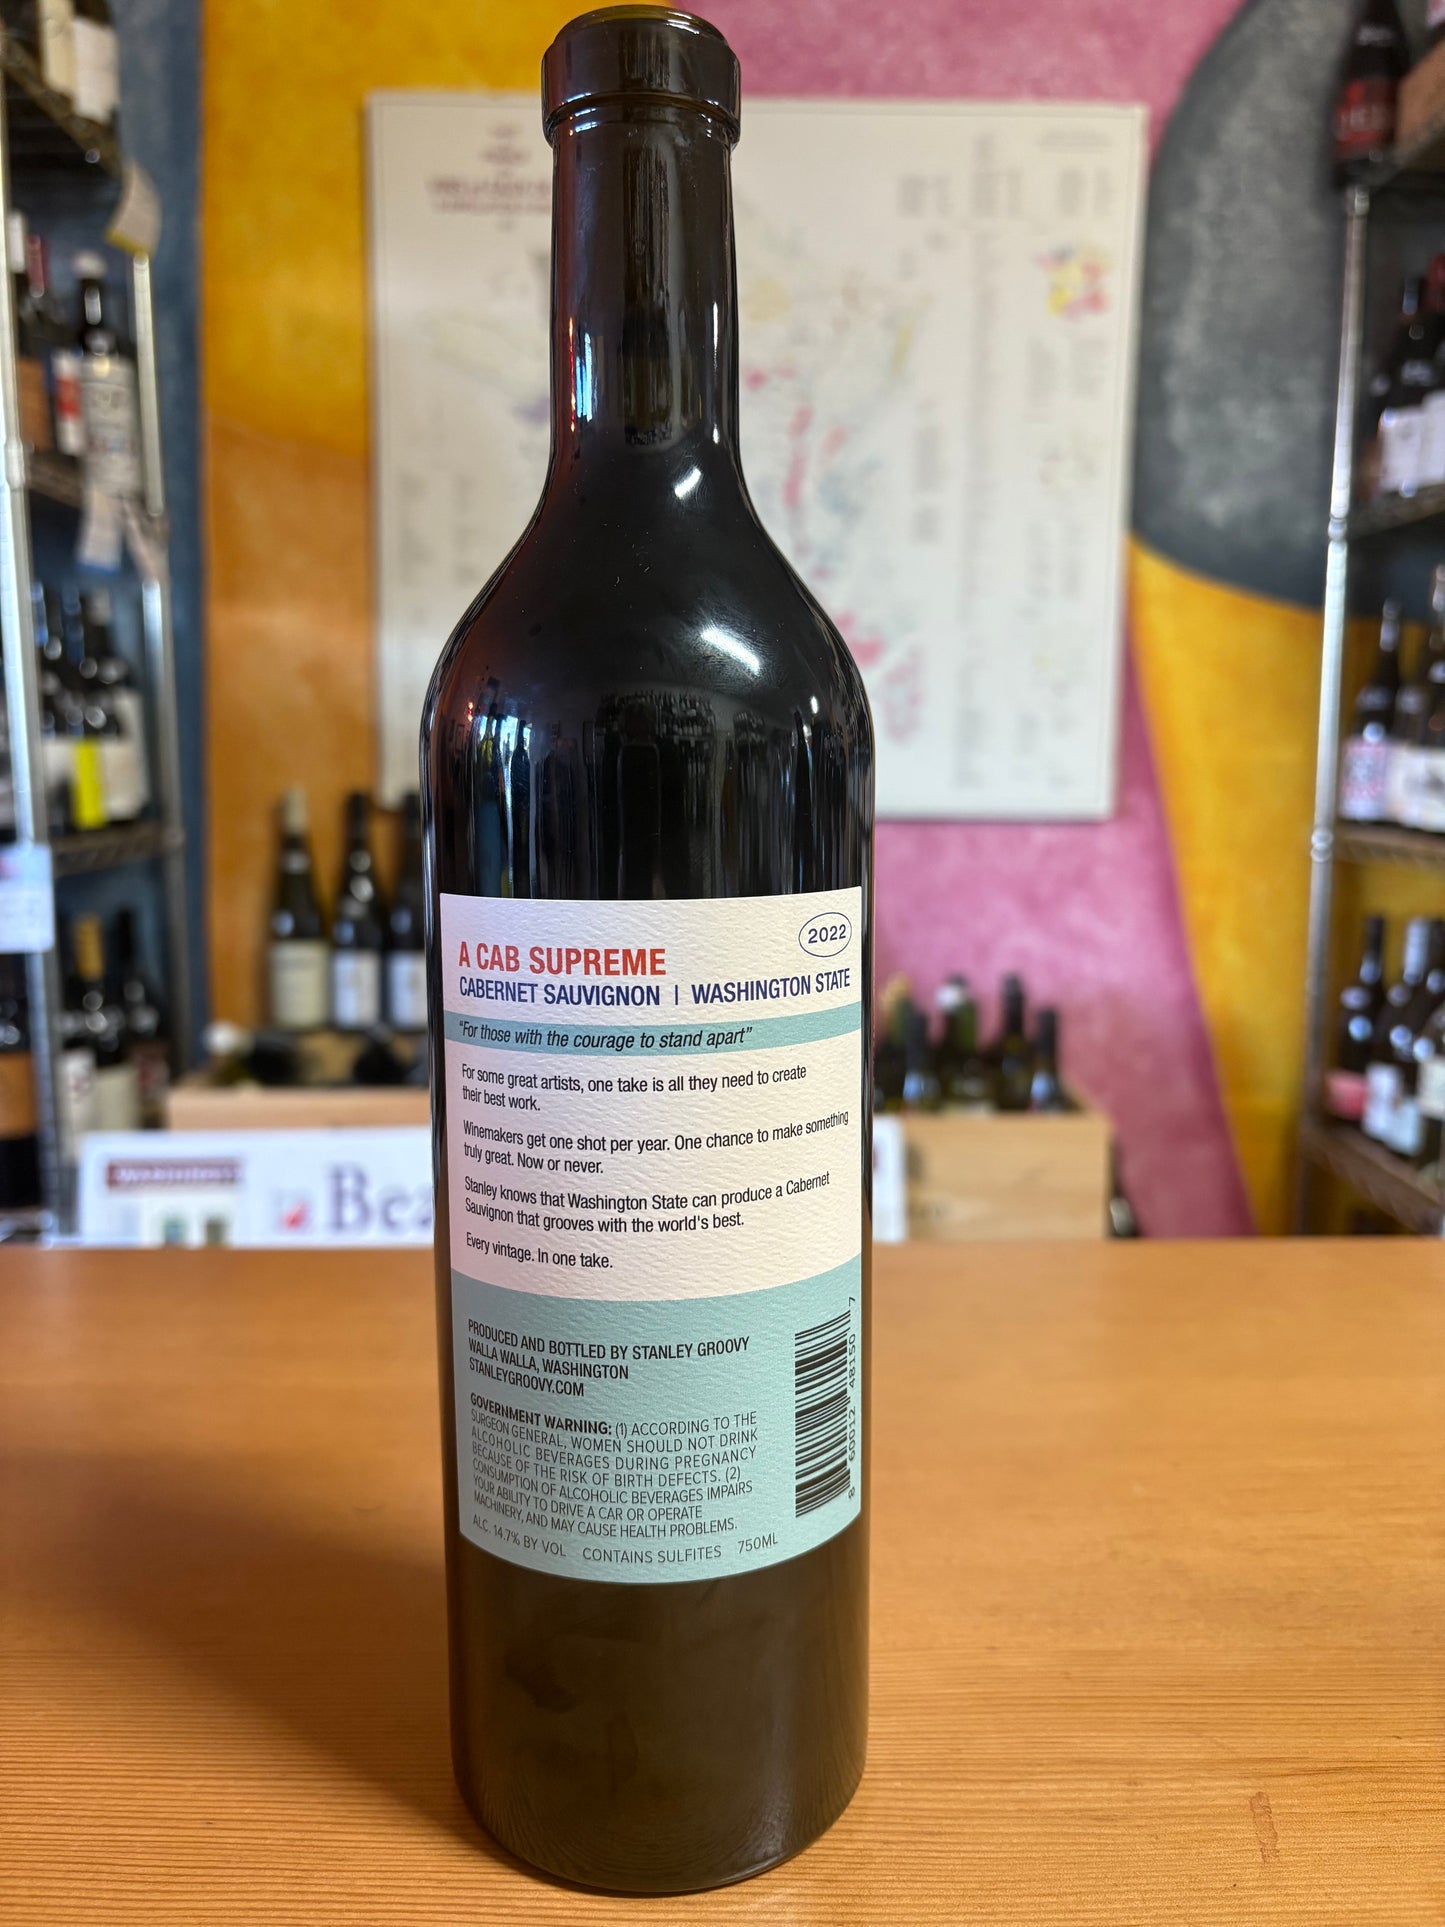 2022
A CAB SUPREME
CABERNET SAUVIGNON | WASHINGTON STATE
"For those with the courage to stand apart"
For some great artists, one take is all they need to create
their best work.
Winemakers get one shot per year. One chance to make something
truly great. Now or never.
Stanley knows that Washington State can produce a Cabernet
Sauvignon that grooves with the world's best.
Every vintage. In one take.
PRODUCED AND BOTTLED BY STANLEY GROOVY
WALLA WALLA, WASHINGTON
STANLEYGROOVY.COM
GOVERNMENT WARNING: (1) ACCORDING TO THE
SURGEON GENERAL, WOMEN SHOULD NOT DRINK
ALCOHOLIC BEVERAGES DURING PREGNANCY
BECAUSE OF THE RISK OF BIRTH DEFECTS. (2)
CONSUMPTION OF ALCOHOLIC BEVERAGES IMPAIRS
YOUR ABILITY TO DRIVE A CAR OR OPERATE
MACHINERY, AND MAY CAUSE HEALTH PROBLEMS.
ALC. 14.7% BY VOL CONTAINS SULFITES 750ML
8 60012 48150 7